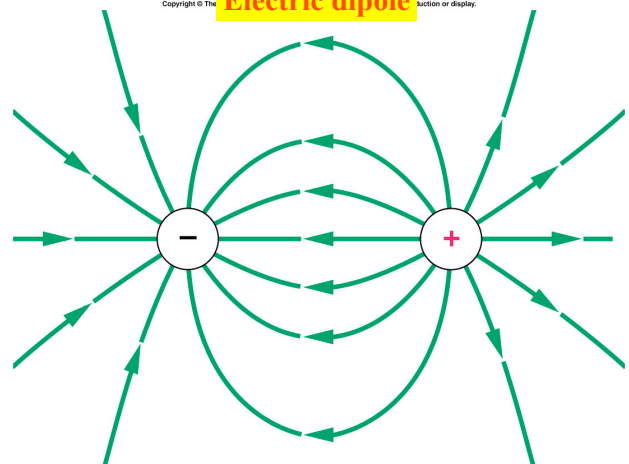 Copyright © The
Electric dipole
duction or display.
−
+